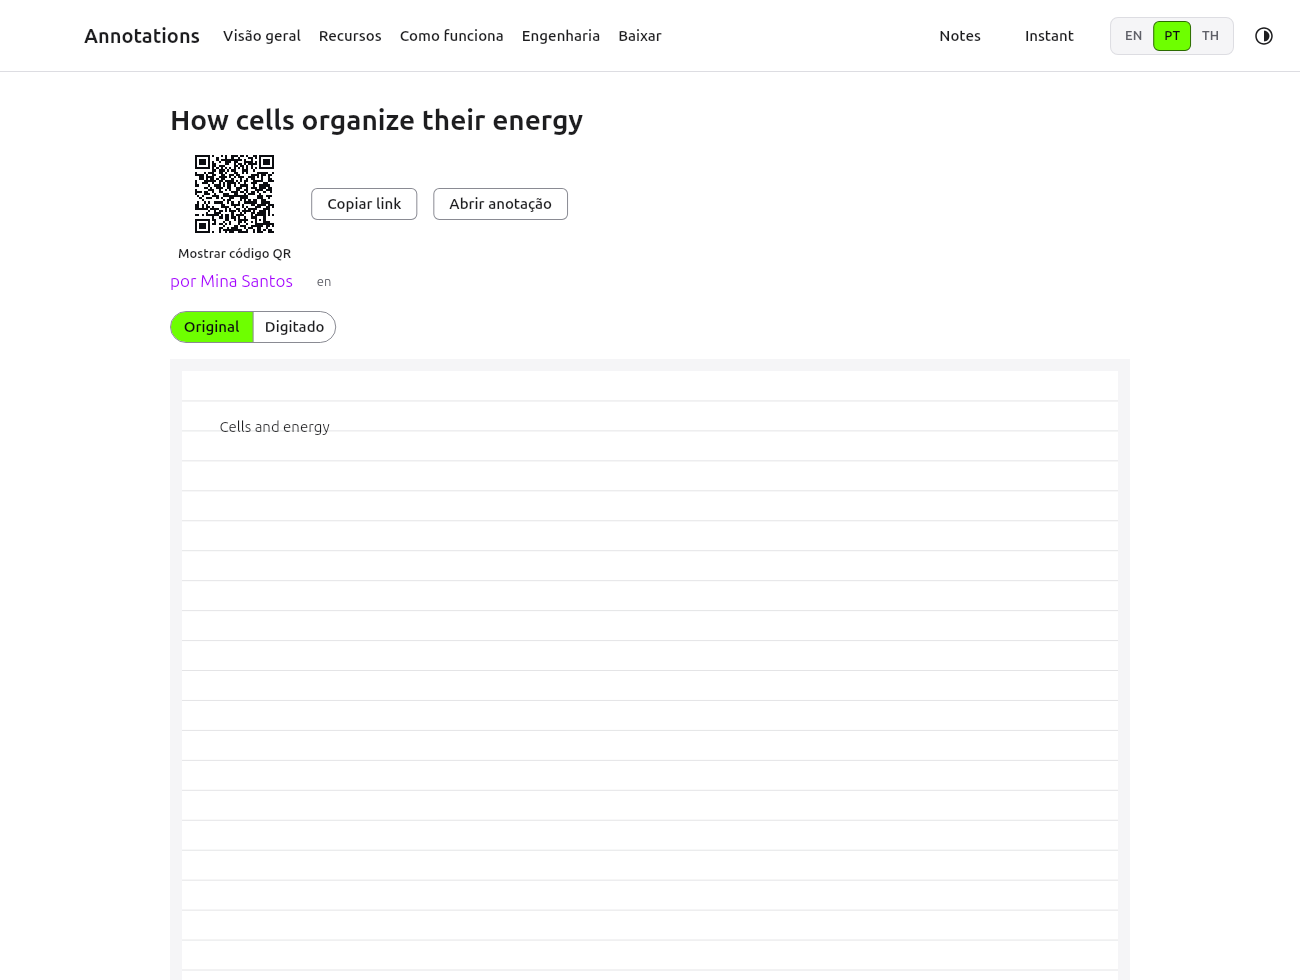 Annotations Visão geral Recursos Como funciona Engenharia Baixar Notes Instant EN PT TH
How cells organize their energy
Copiar link Abrir anotação
Mostrar código QR
por Mina Santos en
Original Digitado
Cells and energy